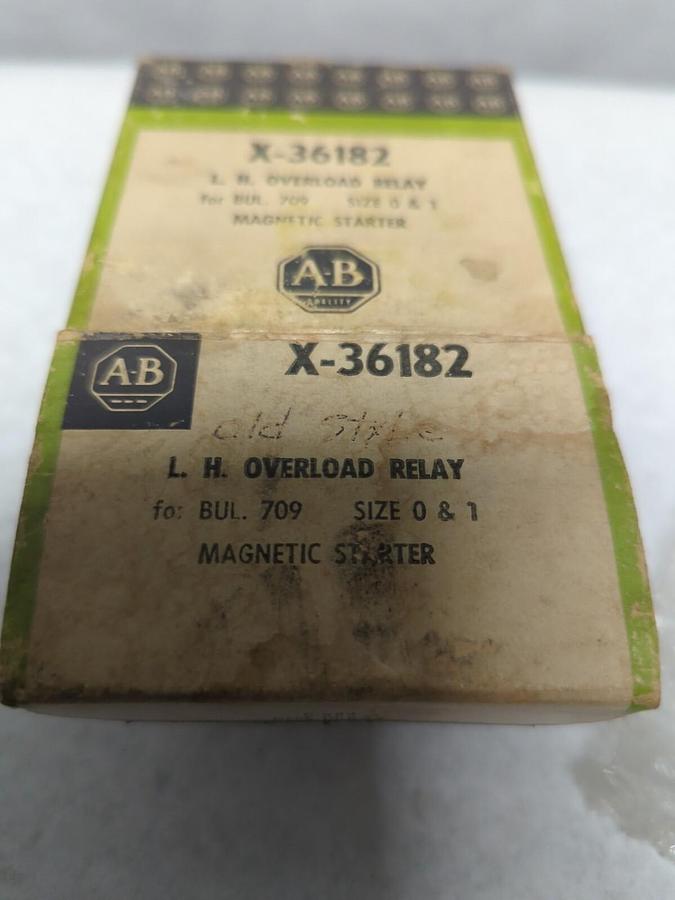 X-36182
L. H. OVERLOAD RELAY
for BUL. 709 SIZE 0 & 1
MAGNETIC STARTER
A-B
QUALITY
A-B
X-36182
old style
L. H. OVERLOAD RELAY
for BUL. 709 SIZE 0 & 1
MAGNETIC STARTER